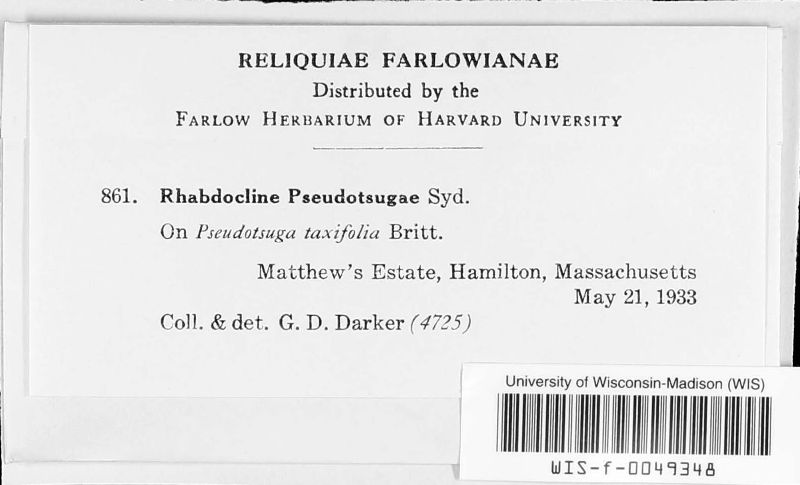 RELIQUIAE FARLOWIANAE
Distributed by the
FARLOW HERBARIUM OF HARVARD UNIVERSITY
861. Rhabdocline Pseudotsugae Syd.
On Pseudotsuga taxifolia Britt.
Matthew's Estate, Hamilton, Massachusetts
May 21, 1933
Coll. & det. G. D. Darker (4725)
University of Wisconsin-Madison (WIS)
WIS-f-0049348